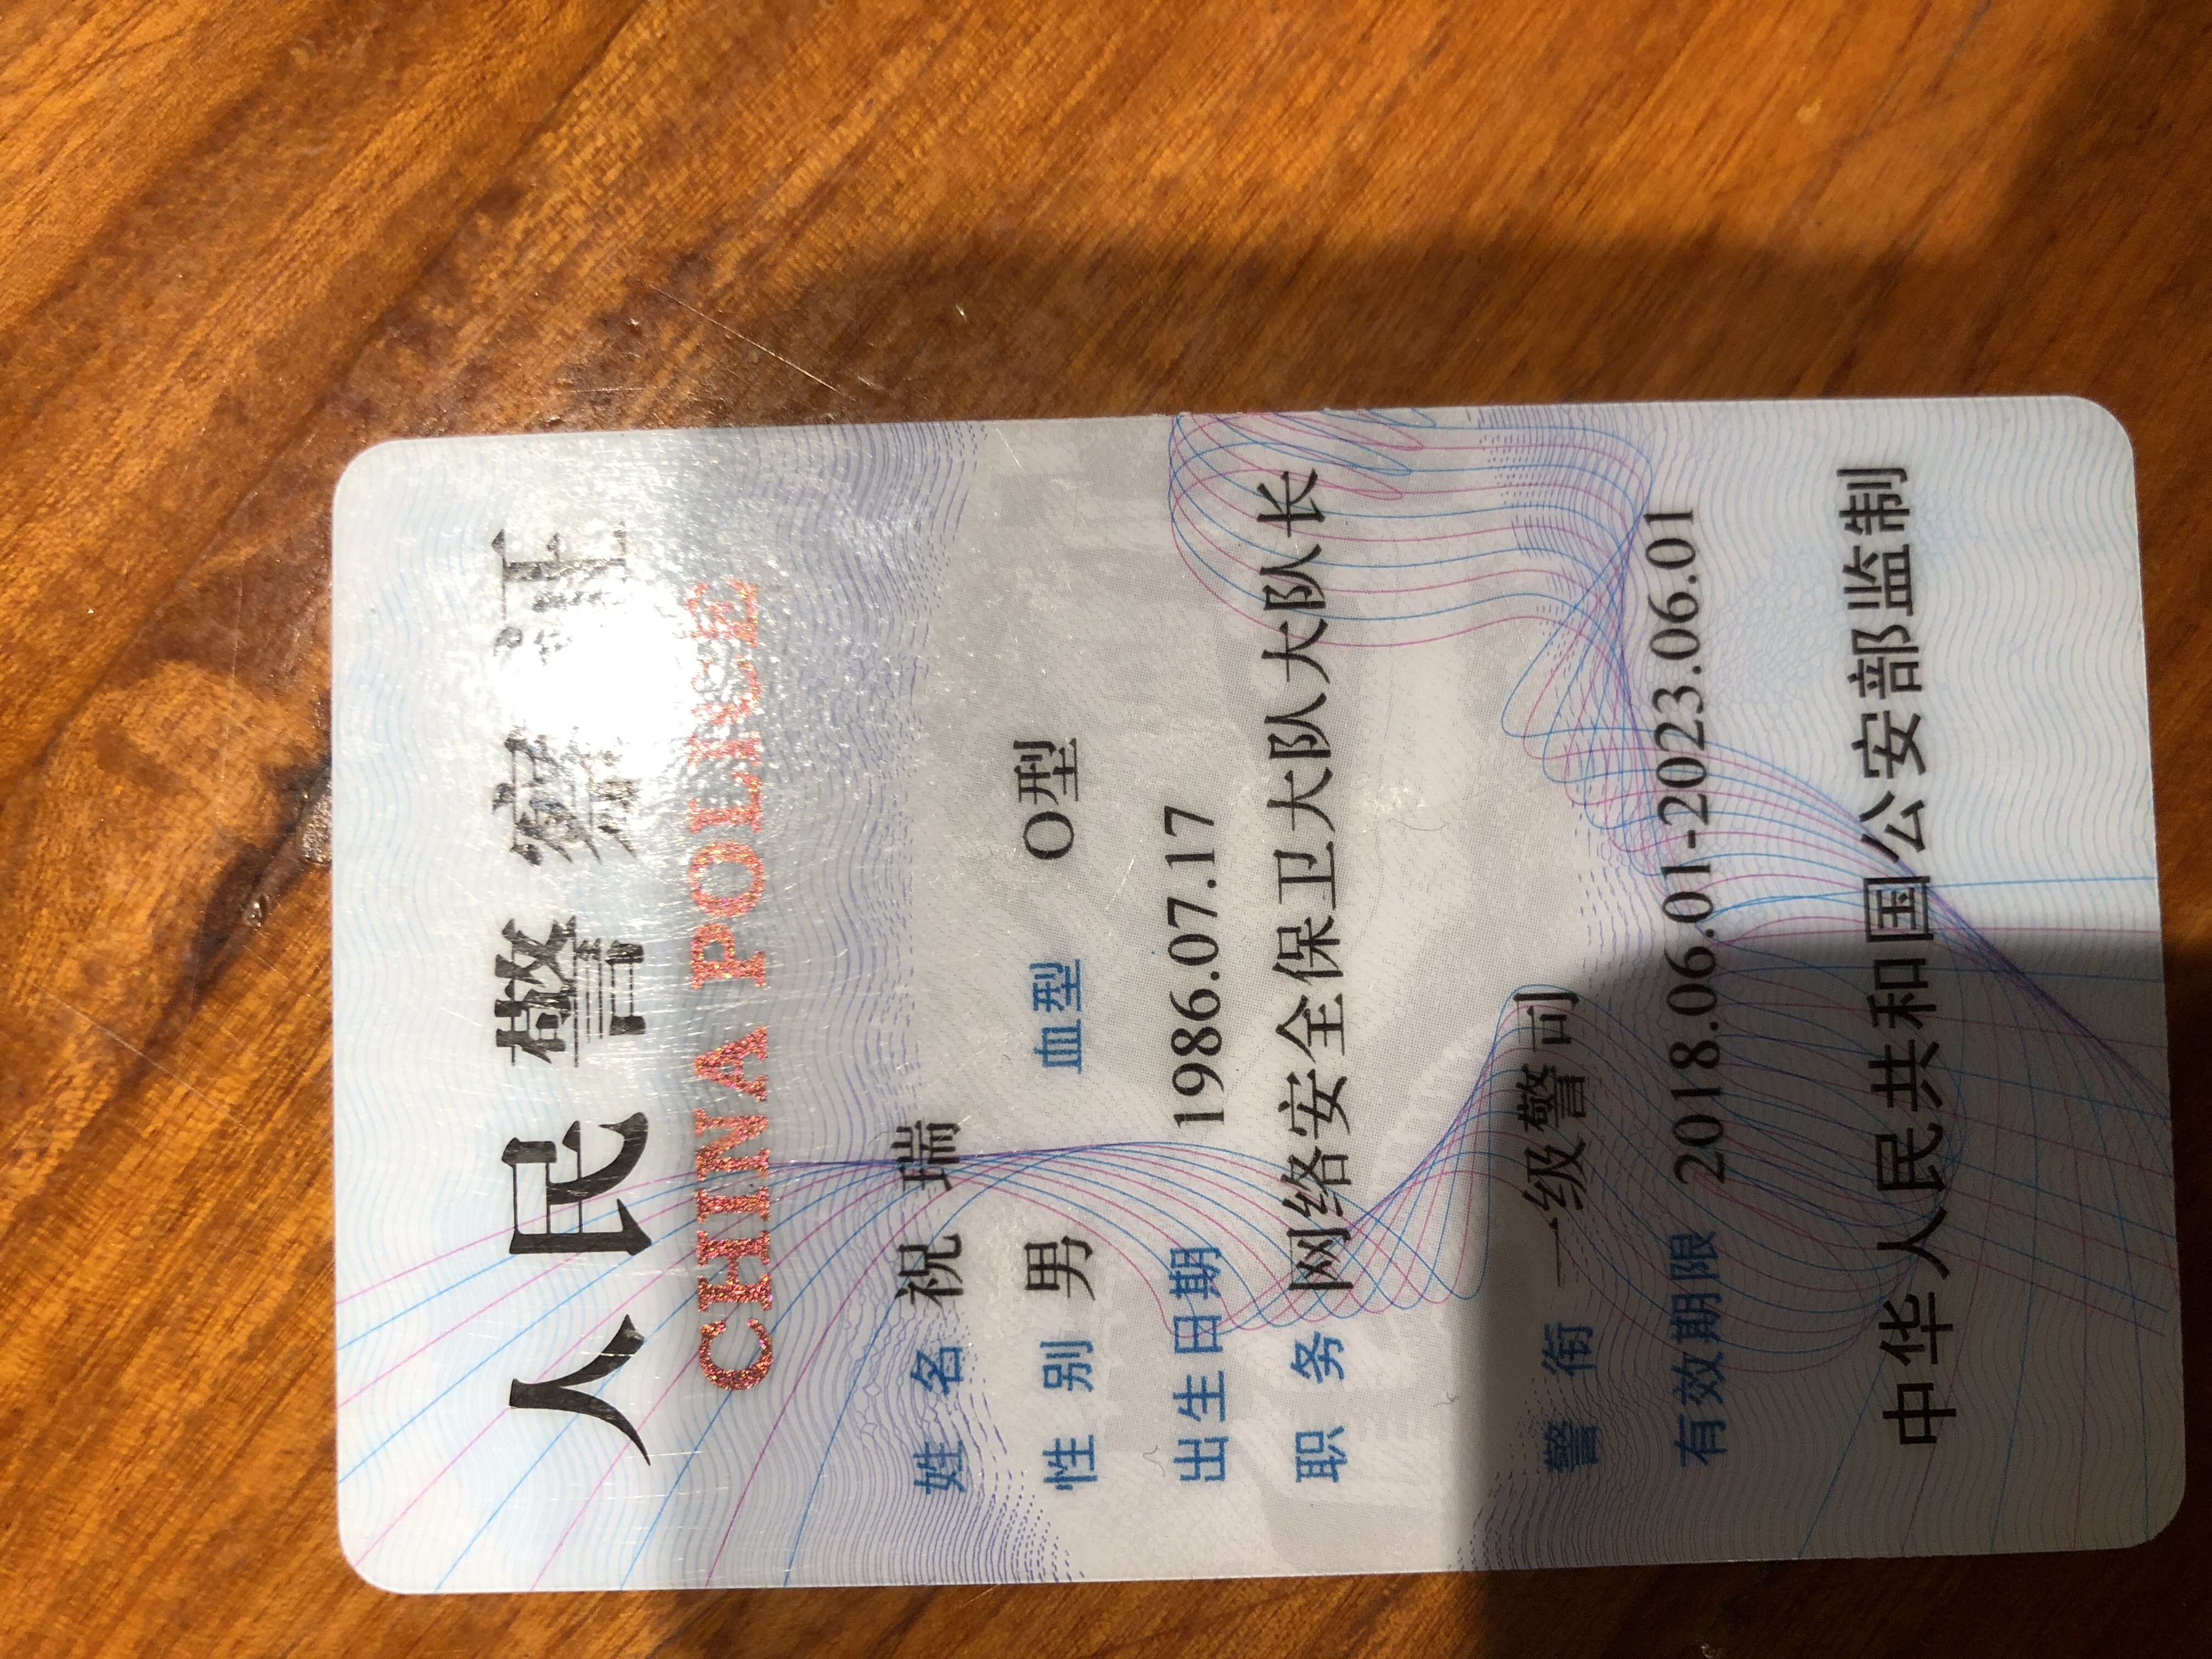 人民警察证
CHINA POLICE
姓名 祝瑞
性别 男 血型 O型
出生日期 1986.07.17
职务 网络安全保卫大队大队长
警衔 一级警司
有效期限 2018.06.01-2023.06.01
中华人民共和国公安部监制